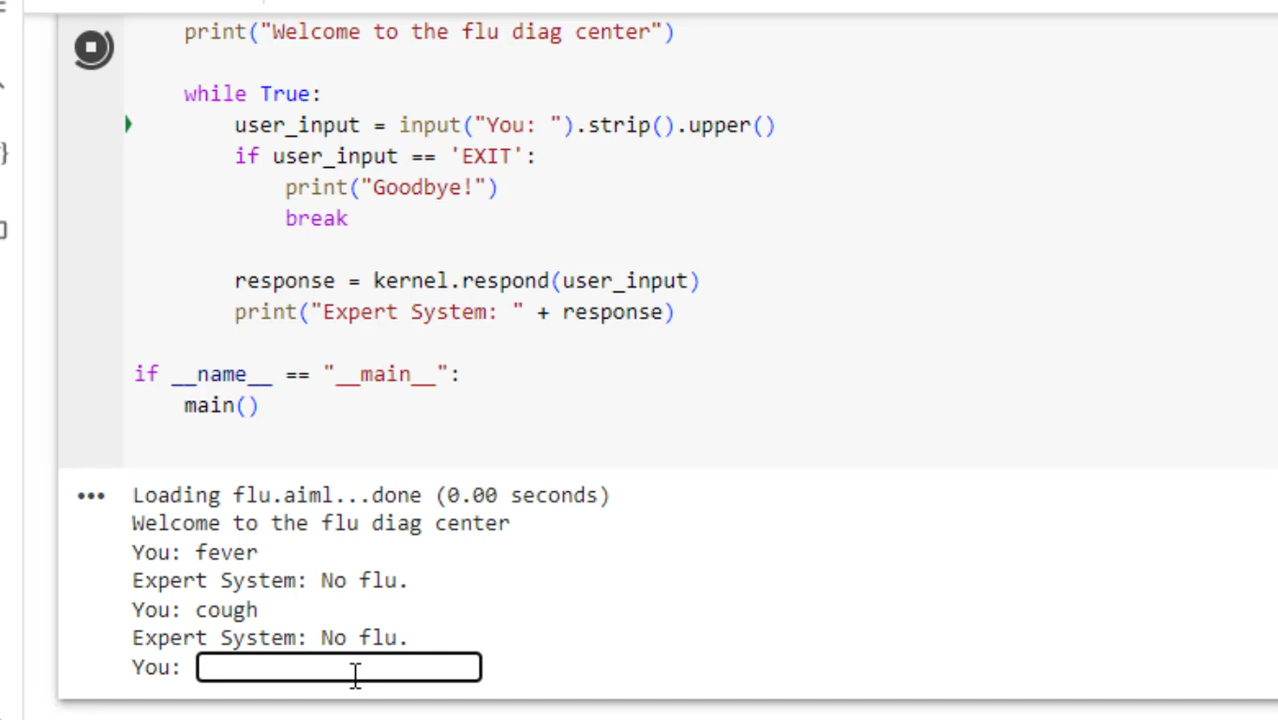 print("Welcome to the flu diag center")
while True:
user_input = input("You: ").strip().upper()
if user_input == 'EXIT':
print("Goodbye!")
break
response = kernel.respond(user_input)
print("Expert System: " + response)
if __name__ == "__main__":
main()
Loading flu.aiml...done (0.00 seconds)
Welcome to the flu diag center
You: fever
Expert System: No flu.
You: cough
Expert System: No flu.
You: